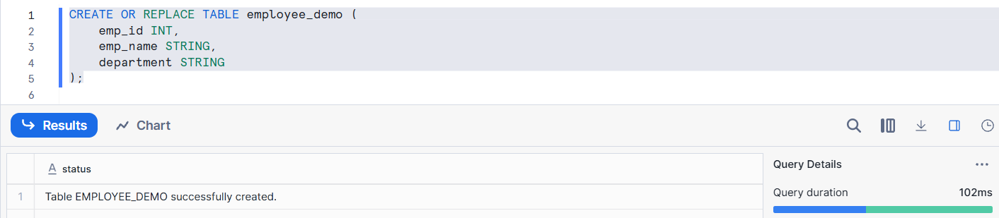 1 CREATE OR REPLACE TABLE employee_demo (
2 emp_id INT,
3 emp_name STRING,
4 department STRING
5 );
6
Results Chart
A status
Query Details
1 Table EMPLOYEE_DEMO successfully created.
Query duration 102ms